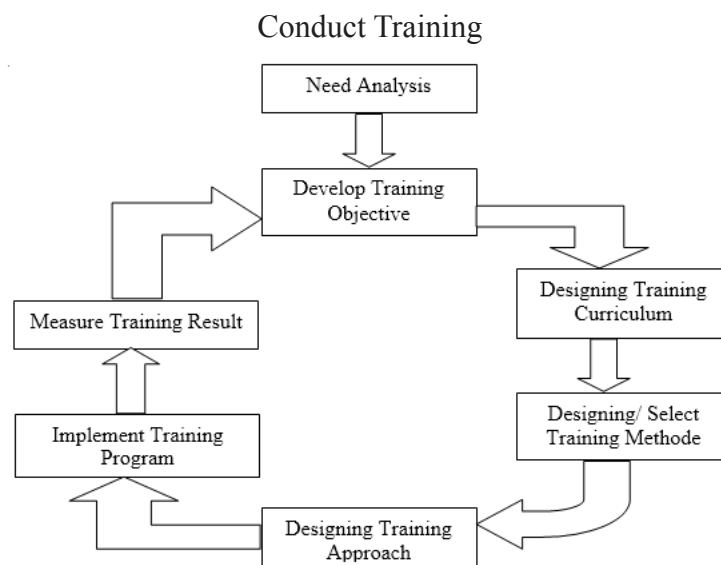 Conduct Training
Need Analysis
Develop Training
Objective
Designing Training
Curriculum
Designing/ Select
Training Methode
Designing Training
Approach
Implement Training
Program
Measure Training Result